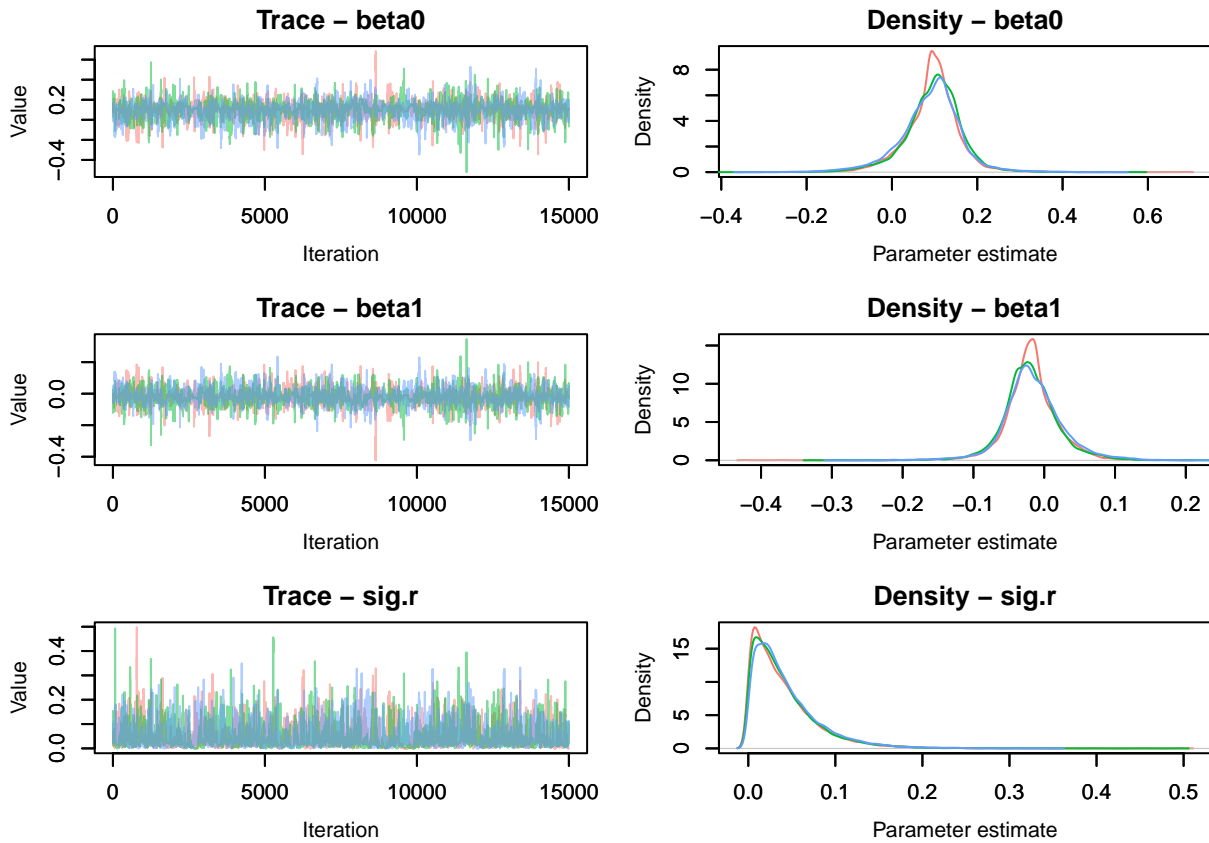 Trace – beta0
Value
−0.4
0.2
0
5000
10000
15000
Iteration
Density – beta0
Density
0
4
8
−0.4
−0.2
0.0
0.2
0.4
0.6
Parameter estimate
Trace – beta1
Value
−0.4
0.0
0
5000
10000
15000
Iteration
Density – beta1
Density
0
5
10
−0.4
−0.3
−0.2
−0.1
0.0
0.1
0.2
Parameter estimate
Trace – sig.r
Value
0.0
0.2
0.4
0
5000
10000
15000
Iteration
Density – sig.r
Density
0
5
15
0.0
0.1
0.2
0.3
0.4
0.5
Parameter estimate